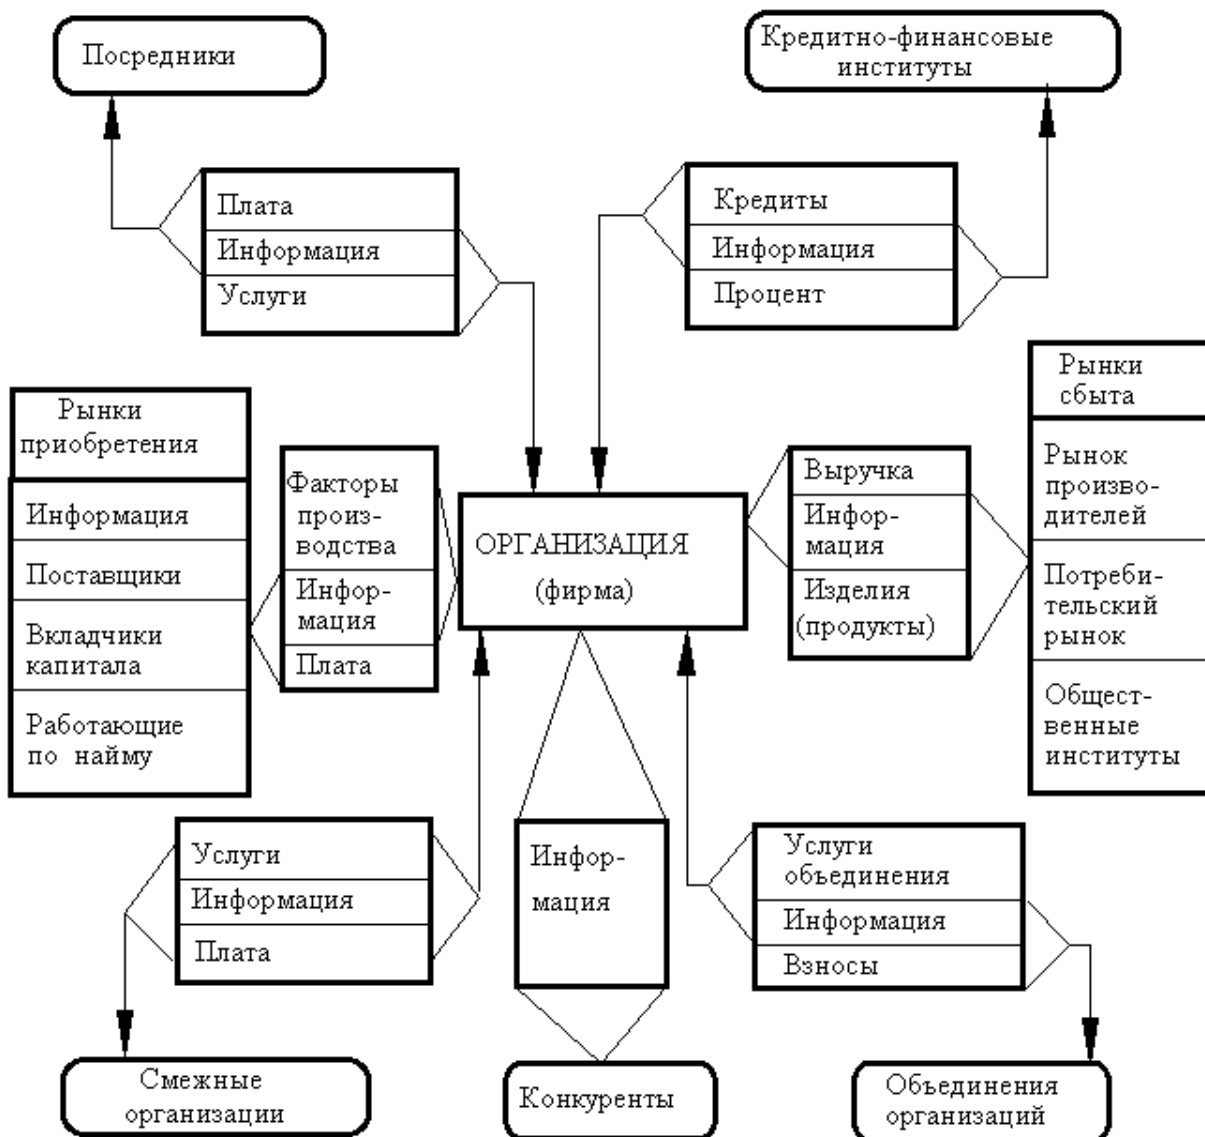 Посредники
Кредитно-финансовые
институты
Плата
Информация
Услуги
Кредиты
Информация
Процент
Рынки
приобретения
Информация
Поставщики
Вкладчики
капитала
Работающие
по найму
Факторы
произ-
водства
Инфор-
мация
Плата
ОРГАНИЗАЦИЯ
(фирма)
Выручка
Инфор-
мация
Изделия
(продукты)
Рынки
сбыта
Рынок
произво-
дителей
Потреби-
тельский
рынок
Общест-
венные
институты
Услуги
Информация
Плата
Инфор-
мация
Услуги
объединения
Информация
Взносы
Смежные
организации
Конкуренты
Объединения
организаций